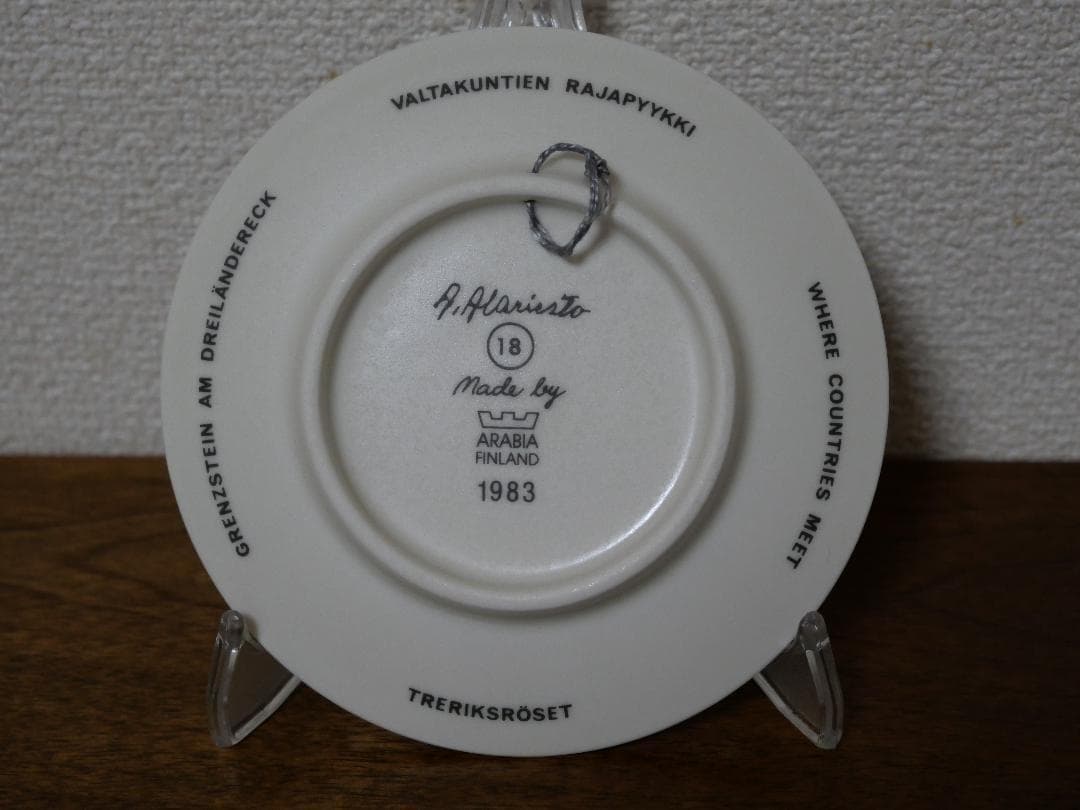 VALTAKUNTIEN RAJAPYYKKI
WHERE COUNTRIES MEET
TRERIKSRÖSET
GRENZSTEIN AM DREILÄNDERECK
A. Alariesto
18
Made by
ARABIA
FINLAND
1983